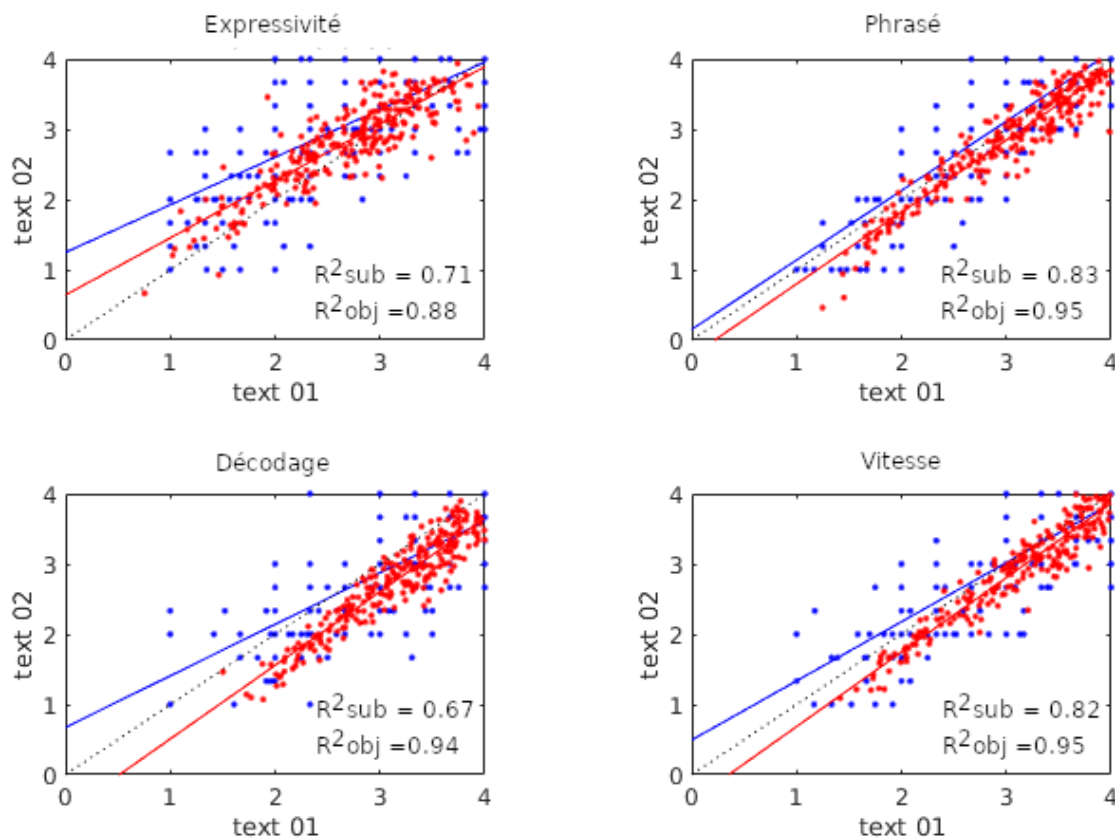 Expressivité
4
3
2
1
0
text 02
R²sub = 0.71
R²obj =0.88
0 1 2 3 4
text 01
Phrasé
4
3
2
1
0
text 02
R²sub = 0.83
R²obj =0.95
0 1 2 3 4
text 01
Décodage
4
3
2
1
0
text 02
R²sub = 0.67
R²obj =0.94
0 1 2 3 4
text 01
Vitesse
4
3
2
1
0
text 02
R²sub = 0.82
R²obj =0.95
0 1 2 3 4
text 01